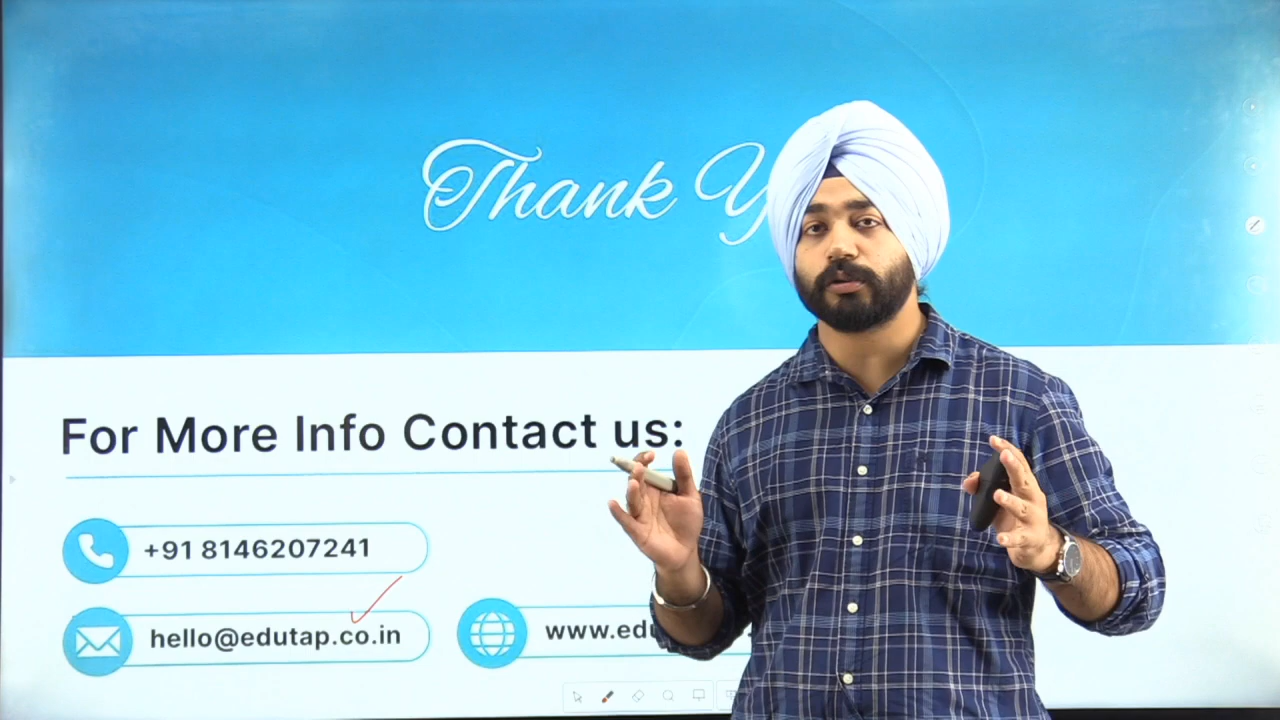 Thank Y
For More Info Contact us:
+91 8146207241
hello@edutap.co.in
www.edu